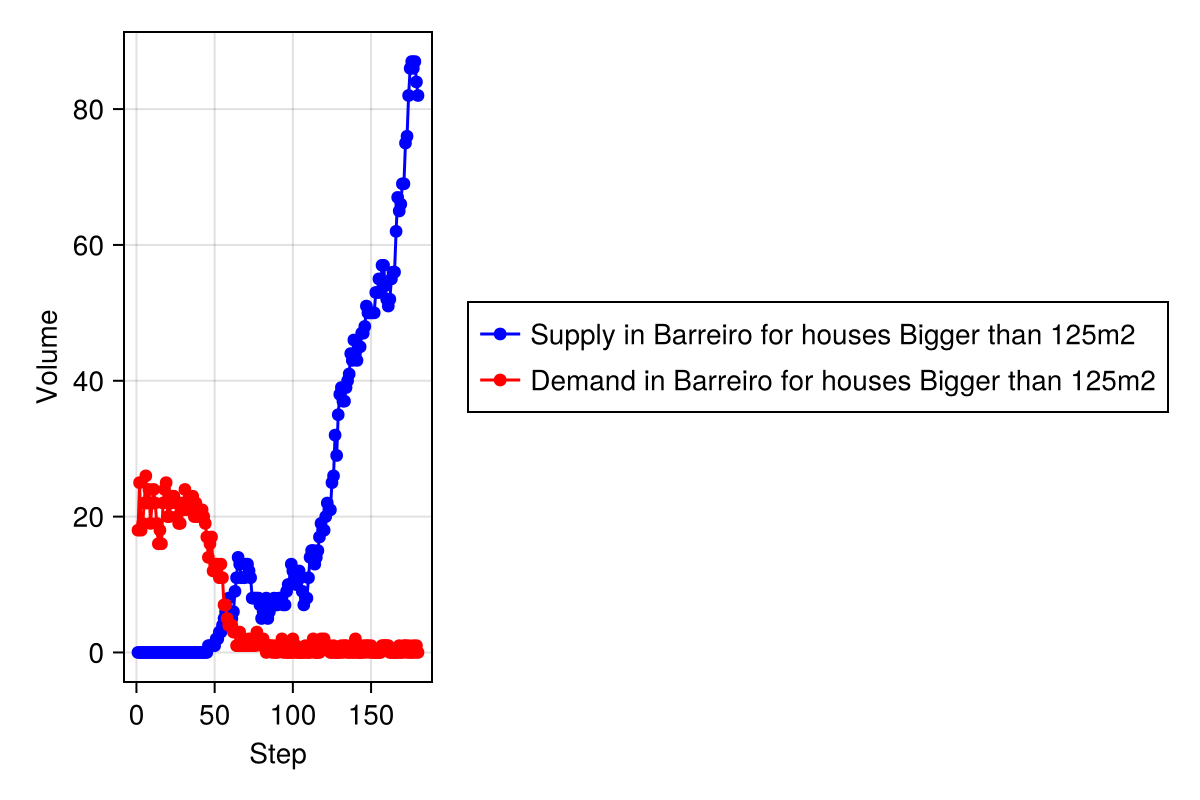 80
60
40
20
0
Volume
0 50 100 150
Step
Supply in Barreiro for houses Bigger than 125m2
Demand in Barreiro for houses Bigger than 125m2